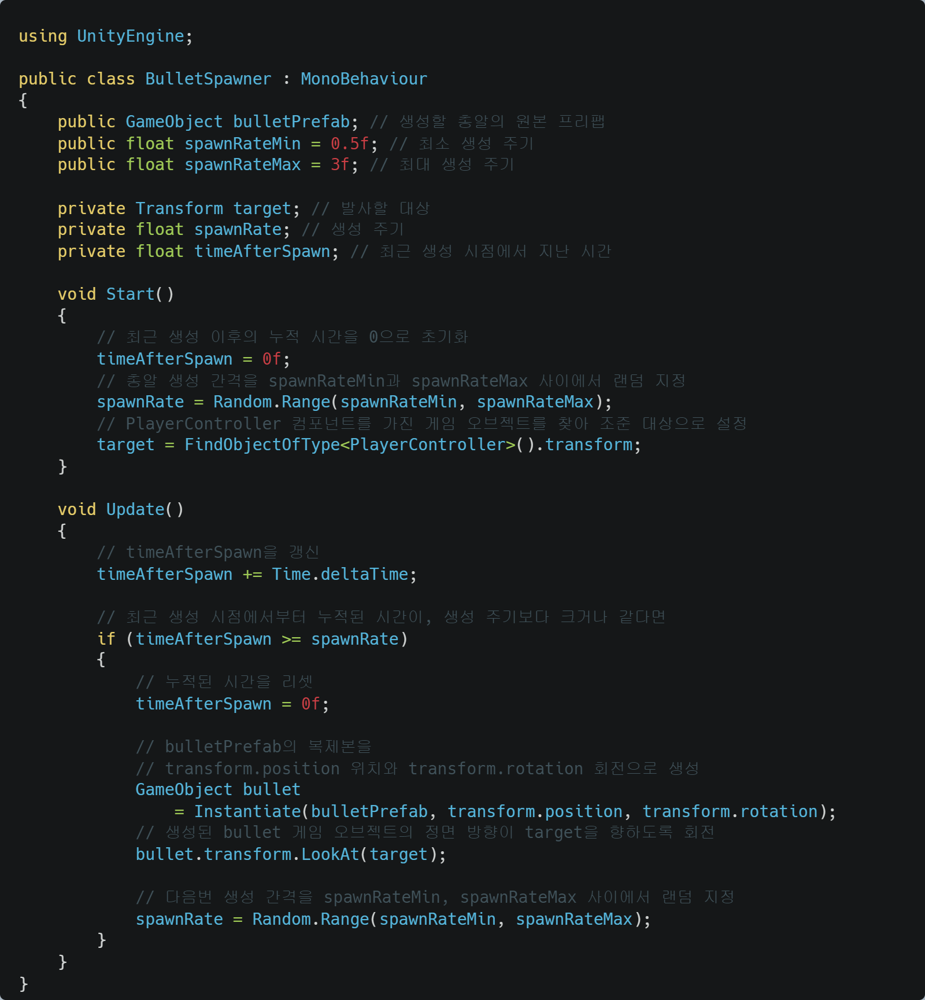 using UnityEngine;
public class BulletSpawner : MonoBehaviour
{
public GameObject bulletPrefab; // 생성할 총알의 원본 프리팹
public float spawnRateMin = 0.5f; // 최소 생성 주기
public float spawnRateMax = 3f; // 최대 생성 주기
private Transform target; // 발사할 대상
private float spawnRate; // 생성 주기
private float timeAfterSpawn; // 최근 생성 시점에서 지난 시간
void Start()
{
// 최근 생성 이후의 누적 시간을 0으로 초기화
timeAfterSpawn = 0f;
// 총알 생성 간격을 spawnRateMin과 spawnRateMax 사이에서 랜덤 지정
spawnRate = Random.Range(spawnRateMin, spawnRateMax);
// PlayerController 컴포넌트를 가진 게임 오브젝트를 찾아 조준 대상으로 설정
target = FindObjectOfType<PlayerController>().transform;
}
void Update()
{
// timeAfterSpawn을 갱신
timeAfterSpawn += Time.deltaTime;
// 최근 생성 시점에서부터 누적된 시간이, 생성 주기보다 크거나 같다면
if (timeAfterSpawn >= spawnRate)
{
// 누적된 시간을 리셋
timeAfterSpawn = 0f;
// bulletPrefab의 복제본을
// transform.position 위치와 transform.rotation 회전으로 생성
GameObject bullet
= Instantiate(bulletPrefab, transform.position, transform.rotation);
// 생성된 bullet 게임 오브젝트의 정면 방향이 target을 향하도록 회전
bullet.transform.LookAt(target);
// 다음번 생성 간격을 spawnRateMin, spawnRateMax 사이에서 랜덤 지정
spawnRate = Random.Range(spawnRateMin, spawnRateMax);
}
}
}